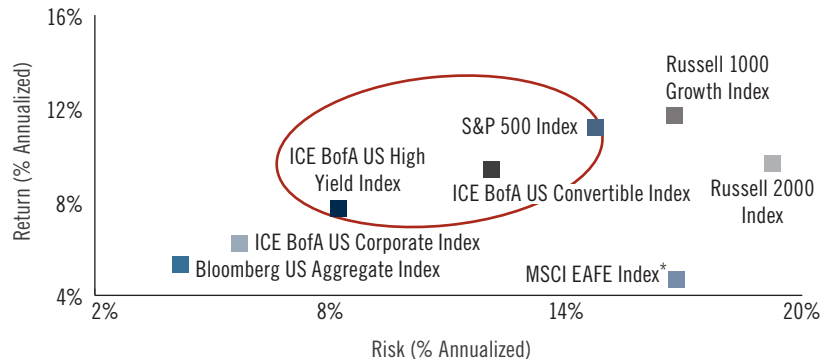 16%
Return (% Annualized)
12%
8%
4%
Russell 1000
Growth Index
S&P 500 Index
ICE BofA US High
Yield Index
ICE BofA US Convertible Index
Russell 2000
Index
ICE BofA US Corporate Index
Bloomberg US Aggregate Index
MSCI EAFE Index*
2%
8%
14%
20%
Risk (% Annualized)